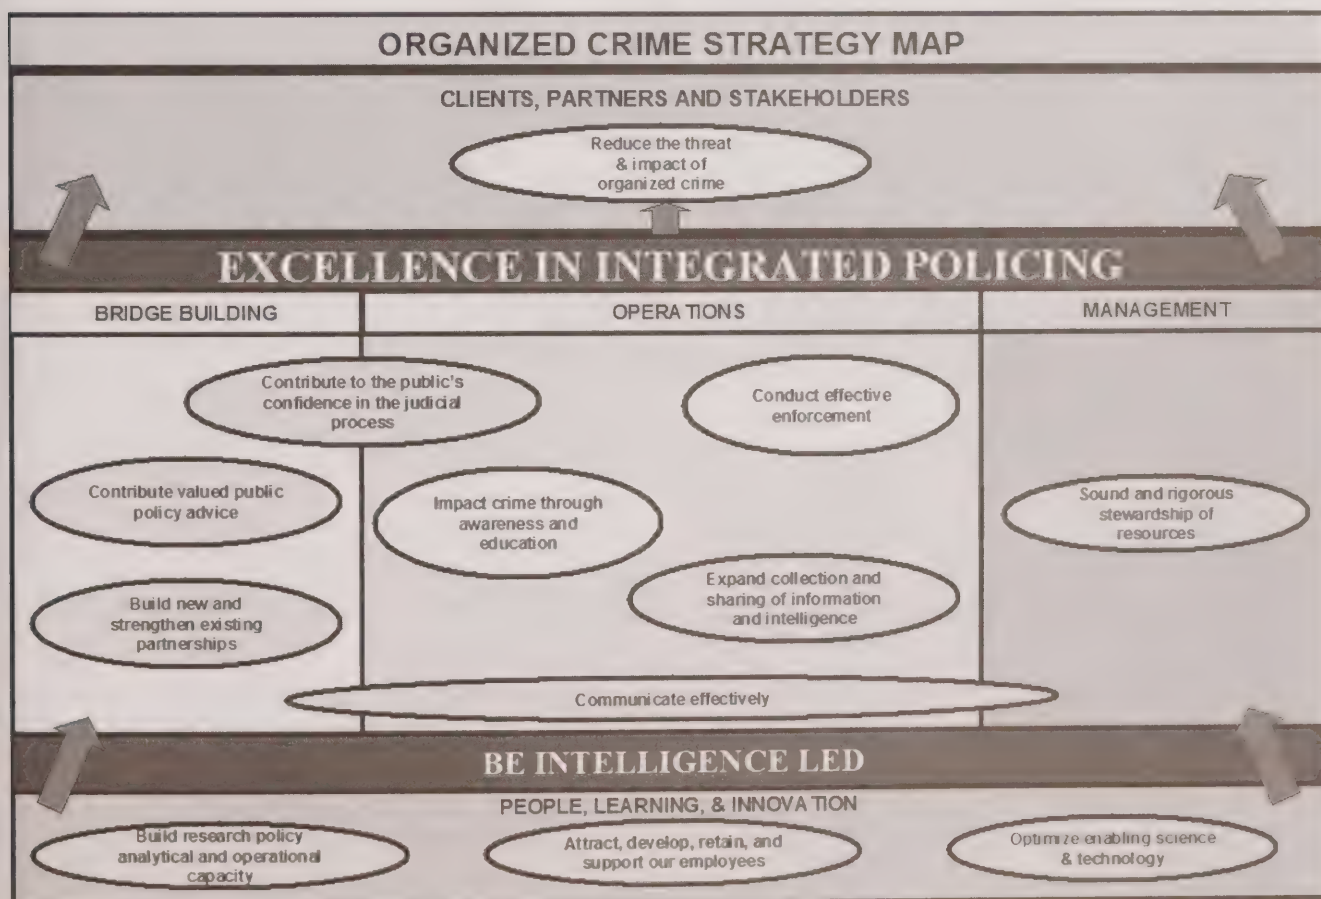 ORGANIZED CRIME STRATEGY MAP
CLIENTS, PARTNERS AND STAKEHOLDERS
Reduce the threat
& impact of
organized crime
EXCELLENCE IN INTEGRATED POLICING
BRIDGE BUILDING
OPERATIONS
MANAGEMENT
Contribute to the public's
confidence in the judicial
process
Conduct effective
enforcement
Contribute valued public
policy advice
Impact crime through
awareness and
education
Sound and rigorous
stewardship of
resources
Build new and
strengthen existing
partnerships
Expand collection and
sharing of information
and intelligence
Communicate effectively
BE INTELLIGENCE LED
PEOPLE, LEARNING, & INNOVATION
Build research policy
analytical and operational
capacity
Attract, develop, retain, and
support our employees
Optimize enabling science
& technology